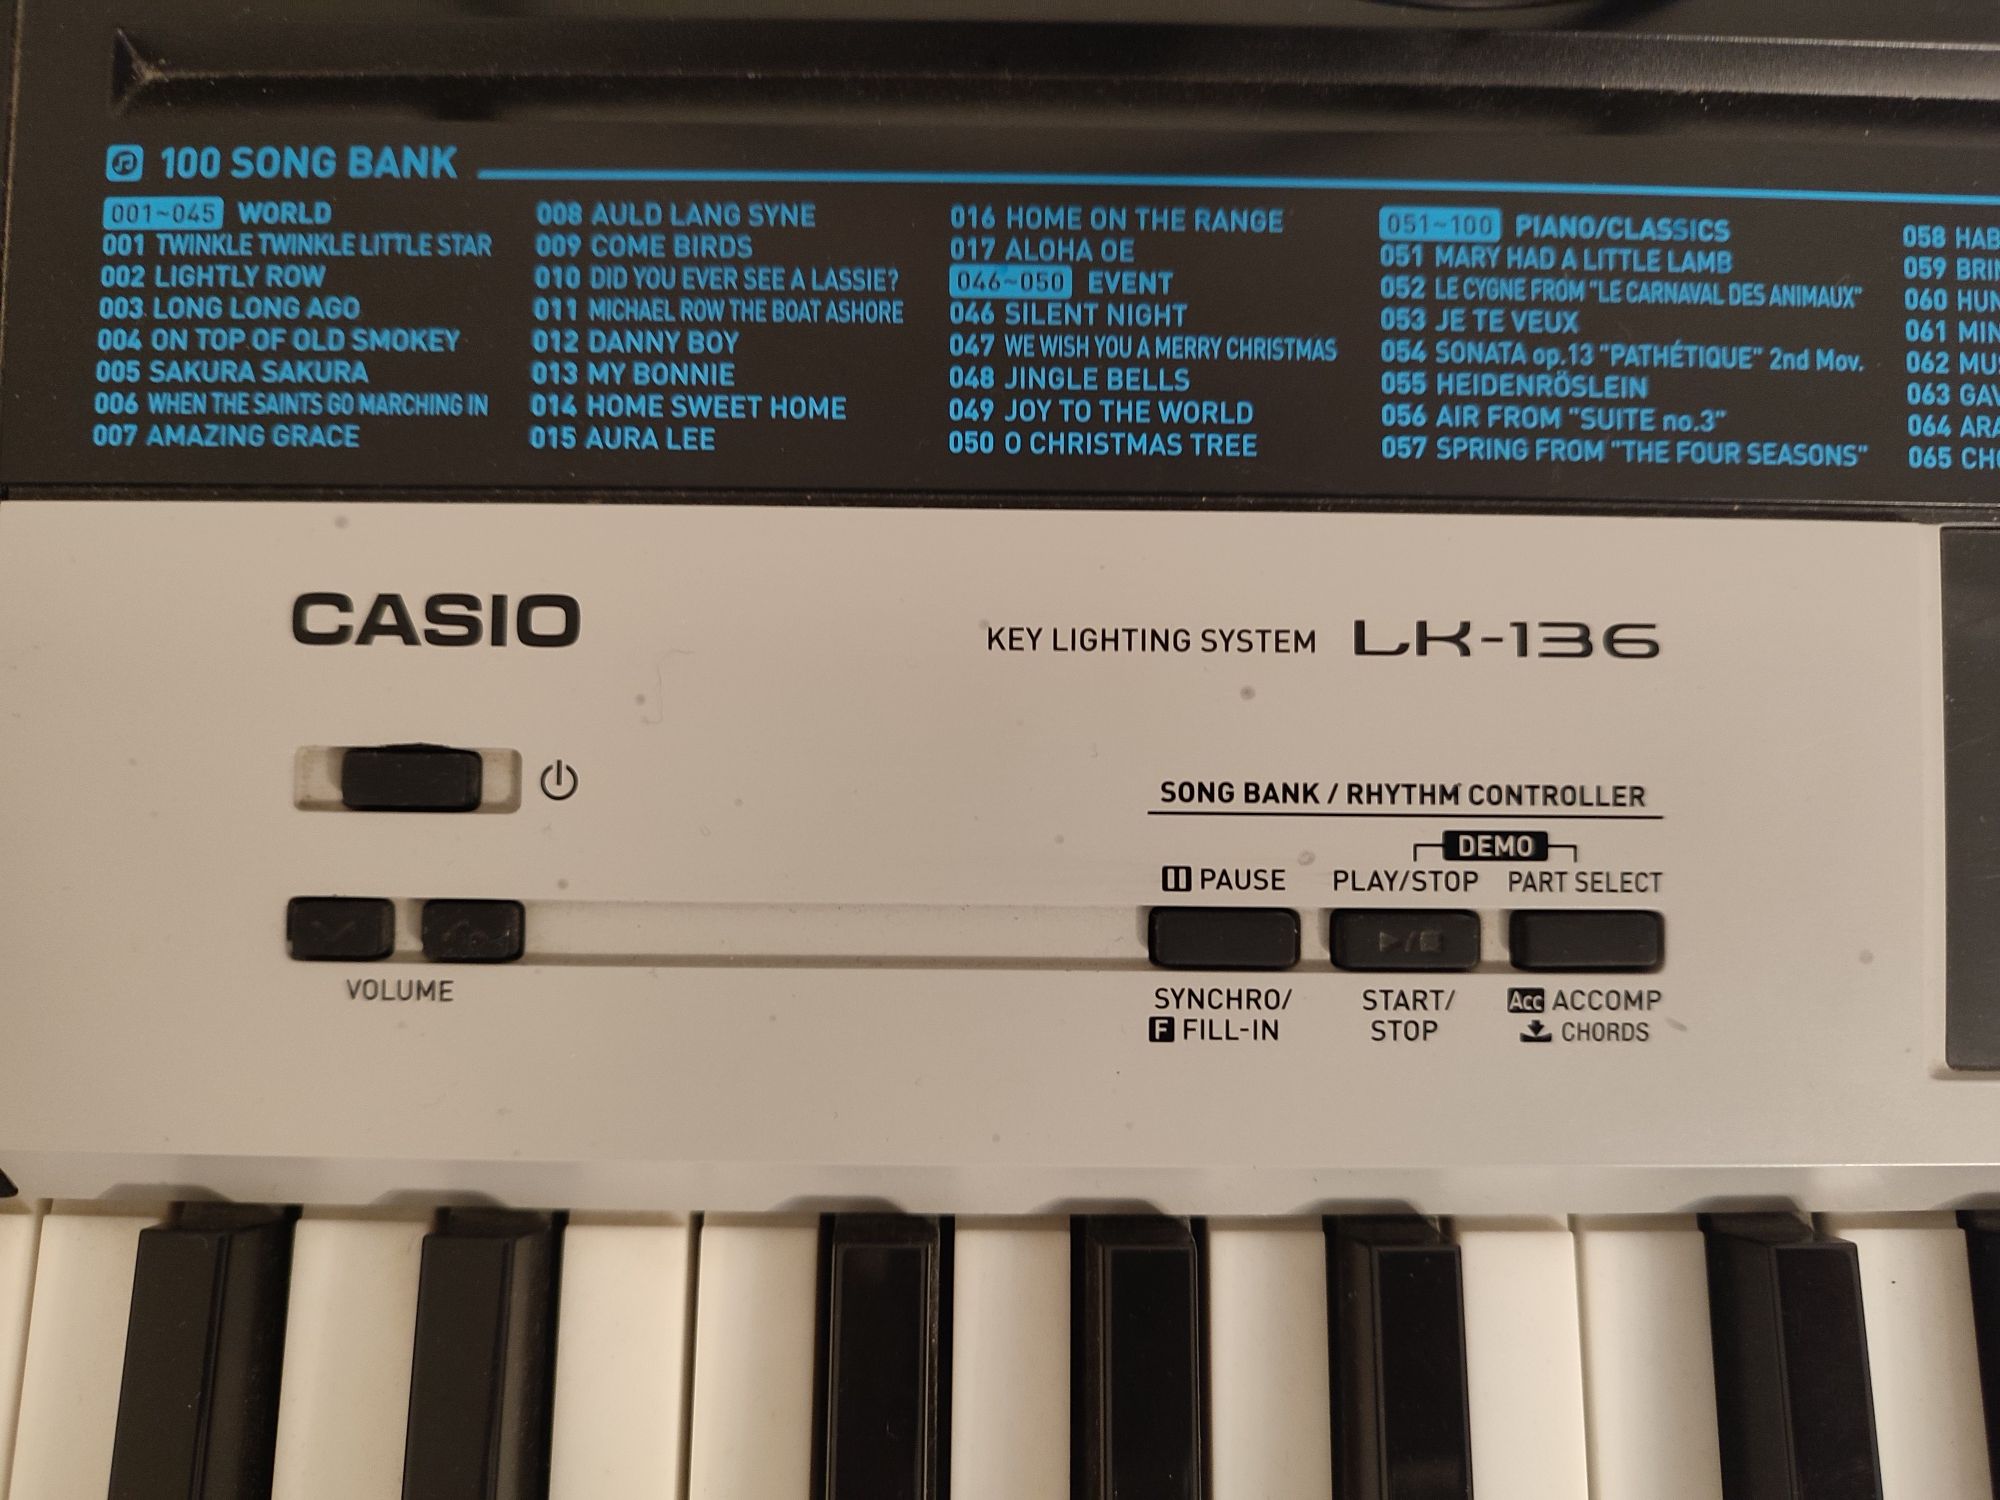 100 SONG BANK
001~045 WORLD
001 TWINKLE TWINKLE LITTLE STAR
002 LIGHTLY ROW
003 LONG LONG AGO
004 ON TOP OF OLD SMOKEY
005 SAKURA SAKURA
006 WHEN THE SAINTS GO MARCHING IN
007 AMAZING GRACE
008 AULD LANG SYNE
009 COME BIRDS
010 DID YOU EVER SEE A LASSIE?
011 MICHAEL ROW THE BOAT ASHORE
012 DANNY BOY
013 MY BONNIE
014 HOME SWEET HOME
015 AURA LEE
016 HOME ON THE RANGE
017 ALOHA OE
046~050 EVENT
046 SILENT NIGHT
047 WE WISH YOU A MERRY CHRISTMAS
048 JINGLE BELLS
049 JOY TO THE WORLD
050 O CHRISTMAS TREE
051~100 PIANO/CLASSICS
051 MARY HAD A LITTLE LAMB
052 LE CYGNE FROM "LE CARNAVAL DES ANIMAUX"
053 JE TE VEUX
054 SONATA op.13 "PATHÉTIQUE" 2nd Mov.
055 HEIDENRÖSLEIN
056 AIR FROM "SUITE no.3"
057 SPRING FROM "THE FOUR SEASONS"
058
059
060
061
062
063
064
065
CASIO
KEY LIGHTING SYSTEM LK-136
SONG BANK / RHYTHM CONTROLLER
DEMO
PAUSE PLAY/STOP PART SELECT
VOLUME
SYNCHRO/ START/ Acc ACCOMP
F FILL-IN STOP CHORDS